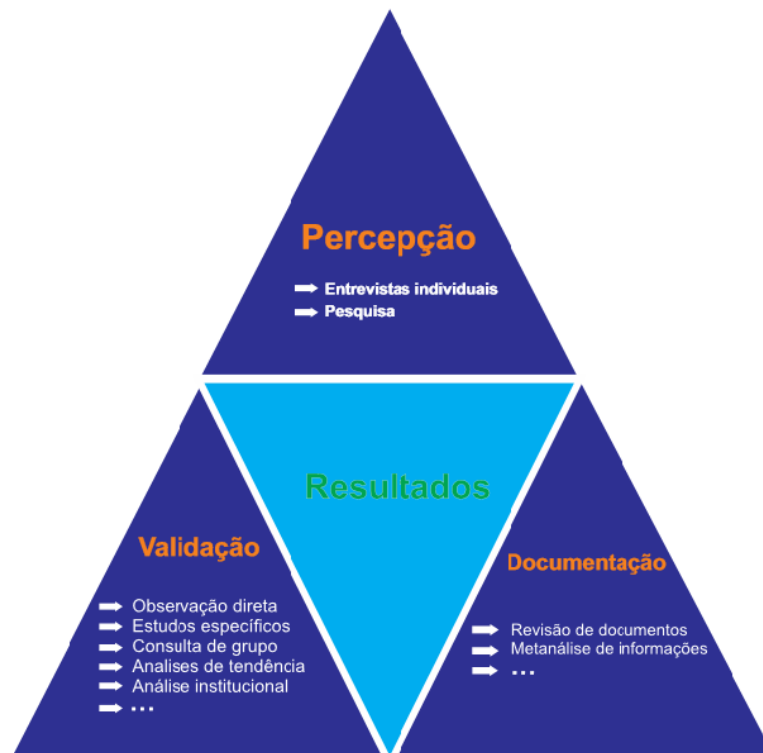 Percepção
Entrevistas individuais
Pesquisa
Resultados
Validação
Observação direta
Estudos específicos
Consulta de grupo
Analises de tendência
Análise institucional
...
Documentação
Revisão de documentos
Metanálise de informações
...